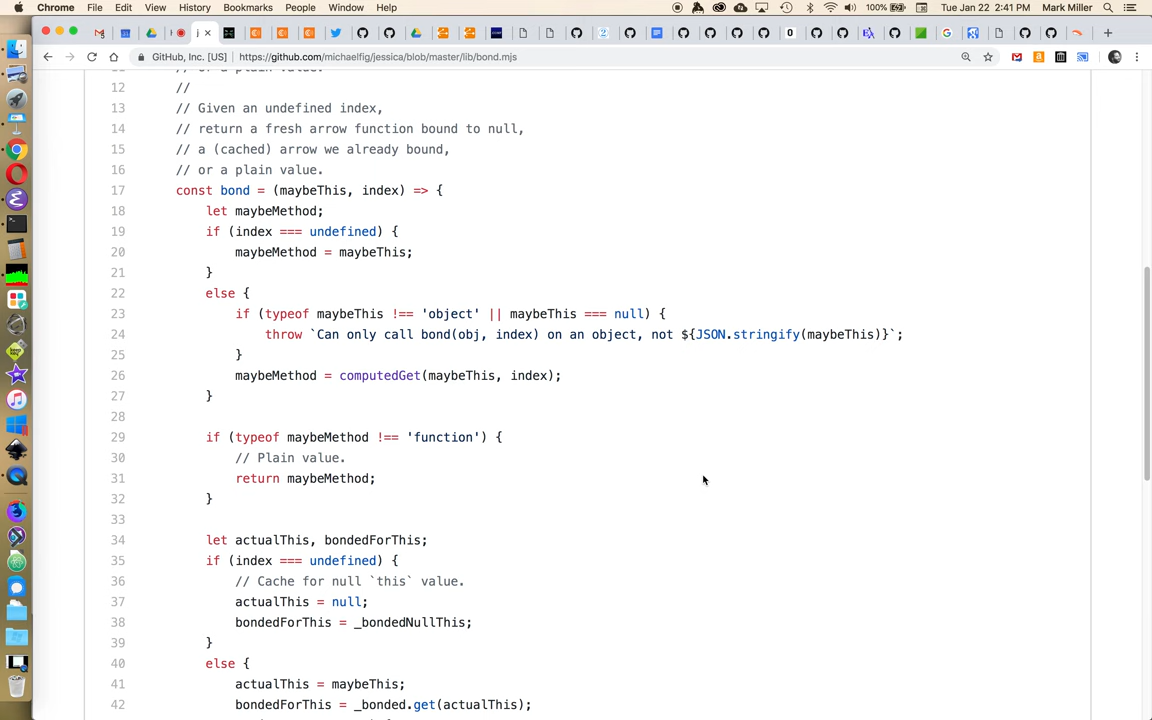 Chrome File Edit View History Bookmarks People Window Help 100% Tue Jan 22 2:41 PM Mark Miller
GitHub, Inc. [US] https://github.com/michaelfig/jessica/blob/master/lib/bond.mjs
11 // or a plain value.
12 //
13 // Given an undefined index,
14 // return a fresh arrow function bound to null,
15 // a (cached) arrow we already bound,
16 // or a plain value.
17 const bond = (maybeThis, index) => {
18 let maybeMethod;
19 if (index === undefined) {
20 maybeMethod = maybeThis;
21 }
22 else {
23 if (typeof maybeThis !== 'object' || maybeThis === null) {
24 throw `Can only call bond(obj, index) on an object, not ${JSON.stringify(maybeThis)}`;
25 }
26 maybeMethod = computedGet(maybeThis, index);
27 }
28
29 if (typeof maybeMethod !== 'function') {
30 // Plain value.
31 return maybeMethod;
32 }
33
34 let actualThis, bondedForThis;
35 if (index === undefined) {
36 // Cache for null `this` value.
37 actualThis = null;
38 bondedForThis = _bondedNullThis;
39 }
40 else {
41 actualThis = maybeThis;
42 bondedForThis = _bonded.get(actualThis);